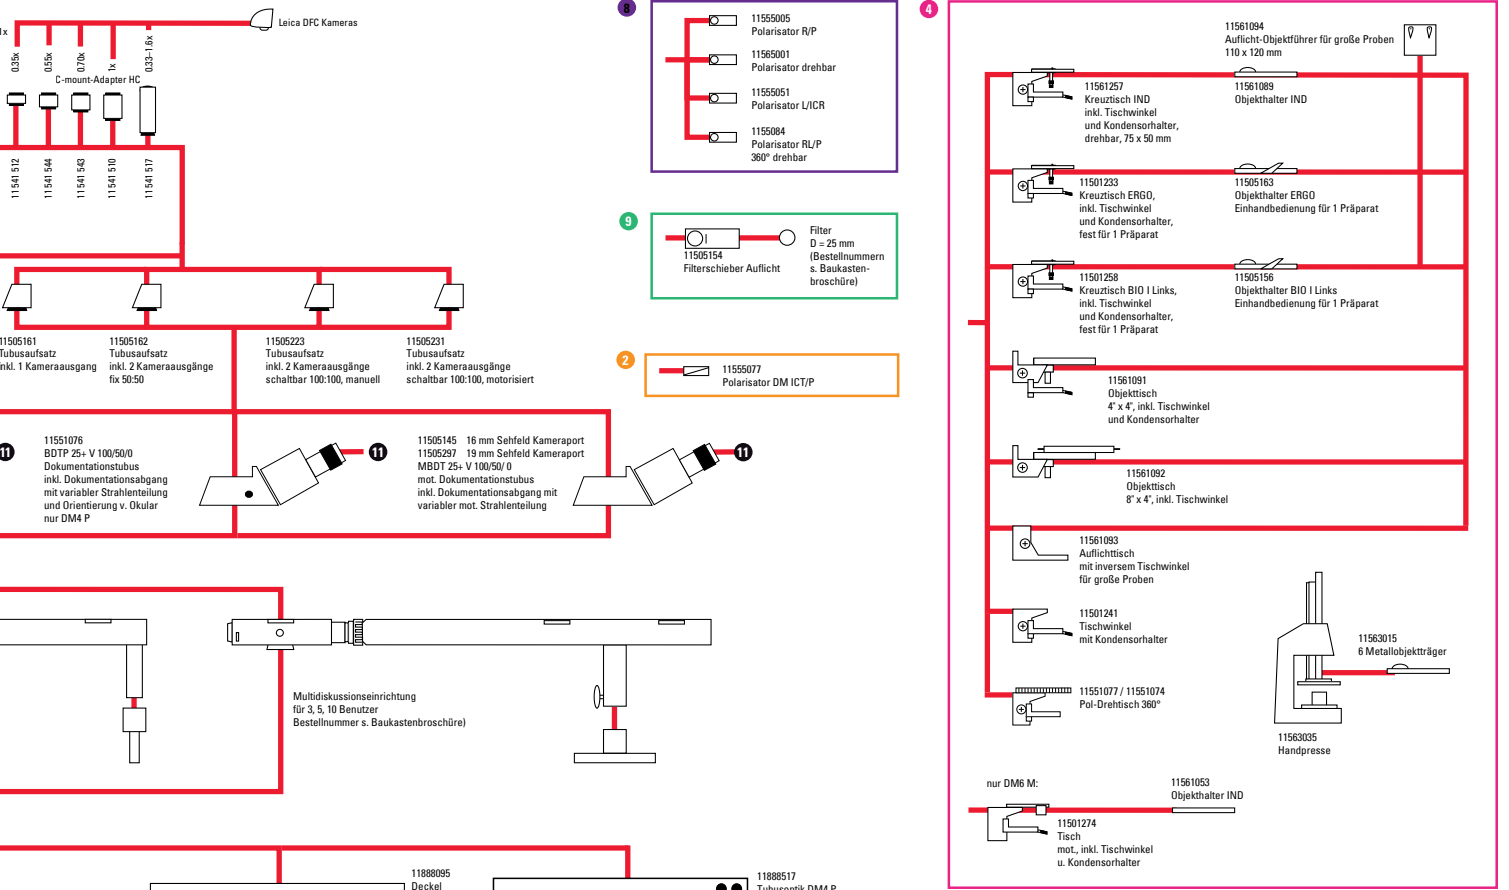 Leica DFC Kameras
0.35x
0.55x
0.70x
1x
0.33–1.6x
C-mount-Adapter HC
11 541 512
11 541 544
11 541 543
11 541 510
11 541 517
11505161
Tubusaufsatz
inkl. 1 Kameraausgang
11505162
Tubusaufsatz
inkl. 2 Kameraausgänge
fix 50:50
11505223
Tubusaufsatz
inkl. 2 Kameraausgänge
schaltbar 100:100, manuell
11505231
Tubusaufsatz
inkl. 2 Kameraausgänge
schaltbar 100:100, motorisiert
11
11551076
BDTP 25+ V 100/50/0
Dokumentationstubus
inkl. Dokumentationsabgang
mit variabler Strahlenteilung
und Orientierung v. Okular
nur DM4 P
11
11505145 16 mm Sehfeld Kameraport
11505297 19 mm Sehfeld Kameraport
MBDT 25+ V 100/50/ 0
mot. Dokumentationstubus
inkl. Dokumentationsabgang mit
variabler mot. Strahlenteilung
11
Multidiskussionseinrichtung
für 3, 5, 10 Benutzer
Bestellnummer s. Baukastenbroschüre)
11888095
Deckel
11888517
Tubusoptik DM4 P
8
11555005
Polarisator R/P
11565001
Polarisator drehbar
11555051
Polarisator L/ICR
1155084
Polarisator RL/P
360° drehbar
9
11505154
Filterschieber Auflicht
Filter
D = 25 mm
(Bestellnummern
s. Baukasten-
broschüre)
2
11555077
Polarisator DM ICT/P
4
11561094
Auflicht-Objektführer für große Proben
110 x 120 mm
11561257
Kreuztisch IND
inkl. Tischwinkel
und Kondensorhalter,
drehbar, 75 x 50 mm
11561089
Objekthalter IND
11501233
Kreuztisch ERGO,
inkl. Tischwinkel
und Kondensorhalter,
fest für 1 Präparat
11505163
Objekthalter ERGO
Einhandbedienung für 1 Präparat
11501258
Kreuztisch BIO I Links,
inkl. Tischwinkel
und Kondensorhalter,
fest für 1 Präparat
11505156
Objekthalter BIO I Links
Einhandbedienung für 1 Präparat
11561091
Objekttisch
4" x 4", inkl. Tischwinkel
und Kondensorhalter
11561092
Objekttisch
8" x 4", inkl. Tischwinkel
11561093
Auflichttisch
mit inversem Tischwinkel
für große Proben
11501241
Tischwinkel
mit Kondensorhalter
11551077 / 11551074
Pol-Drehtisch 360°
11563015
6 Metallobjektträger
11563035
Handpresse
nur DM6 M:
11561053
Objekthalter IND
11501274
Tisch
mot., inkl. Tischwinkel
u. Kondensorhalter